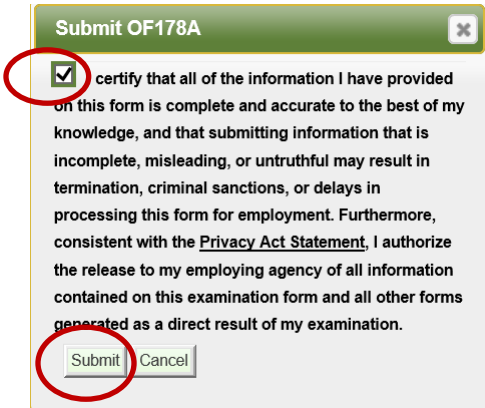 Submit OF178A
certify that all of the information I have provided
on this form is complete and accurate to the best of my
knowledge, and that submitting information that is
incomplete, misleading, or untruthful may result in
termination, criminal sanctions, or delays in
processing this form for employment. Furthermore,
consistent with the Privacy Act Statement, I authorize
the release to my employing agency of all information
contained on this examination form and all other forms
generated as a direct result of my examination.
Submit Cancel